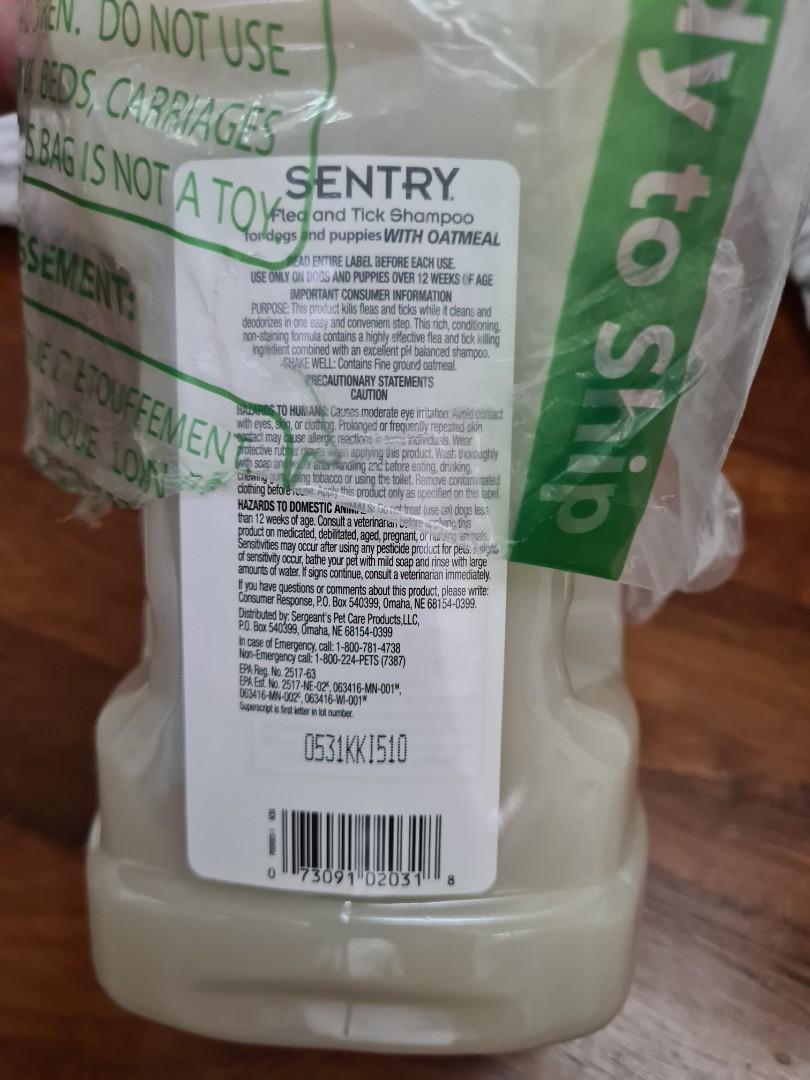 DO NOT USE
BEDS, CARRIAGES
BAG IS NOT A TOY.
SSEMENT:
ETOUFFEMENT
LOIN
dy to Ship
SENTRY.
Flea and Tick Shampoo
for dogs and puppies WITH OATMEAL
READ ENTIRE LABEL BEFORE EACH USE.
USE ONLY ON DOGS AND PUPPIES OVER 12 WEEKS OF AGE
IMPORTANT CONSUMER INFORMATION
PURPOSE: This product kills fleas and ticks while it cleans and
deodorizes in one easy and convenient step. This rich, conditioning,
non-staining formula contains a highly effective flea and tick killing
ingredient combined with an excellent pH balanced shampoo.
SHAKE WELL: Contains Fine ground oatmeal.
PRECAUTIONARY STATEMENTS
CAUTION
HAZARDS TO HUMANS: Causes moderate eye irritation. Avoid contact
with eyes, skin, or clothing. Prolonged or frequently repeated skin
contact may cause allergic reactions in some individuals. Wear
protective rubber gloves when applying this product. Wash thoroughly
with soap and water after handling and before eating, drinking,
chewing gum, using tobacco or using the toilet. Remove contaminated
clothing before reuse. Apply this product only as specified on this label.
HAZARDS TO DOMESTIC ANIMALS: Do not treat (use on) dogs less
than 12 weeks of age. Consult a veterinarian before applying this
product on medicated, debilitated, aged, pregnant, or nursing animals.
Sensitivities may occur after using any pesticide product for pets. If signs
of sensitivity occur, bathe your pet with mild soap and rinse with large
amounts of water. If signs continue, consult a veterinarian immediately.
If you have questions or comments about this product, please write:
Consumer Response, P.O. Box 540399, Omaha, NE 68154-0399.
Distributed by: Sergeant's Pet Care Products,LLC,
P.O. Box 540399, Omaha, NE 68154-0399
In case of Emergency, call: 1-800-781-4738
Non-Emergency call: 1-800-224-PETS (7387)
EPA Reg. No. 2517-63
EPA Est. No. 2517-NE-02ᴷ, 063416-MN-001ᴹ,
063416-MN-002ᶜ, 063416-WI-001ᵂ
Superscript is first letter in lot number.
0531KK1510
0 73091 02031 8